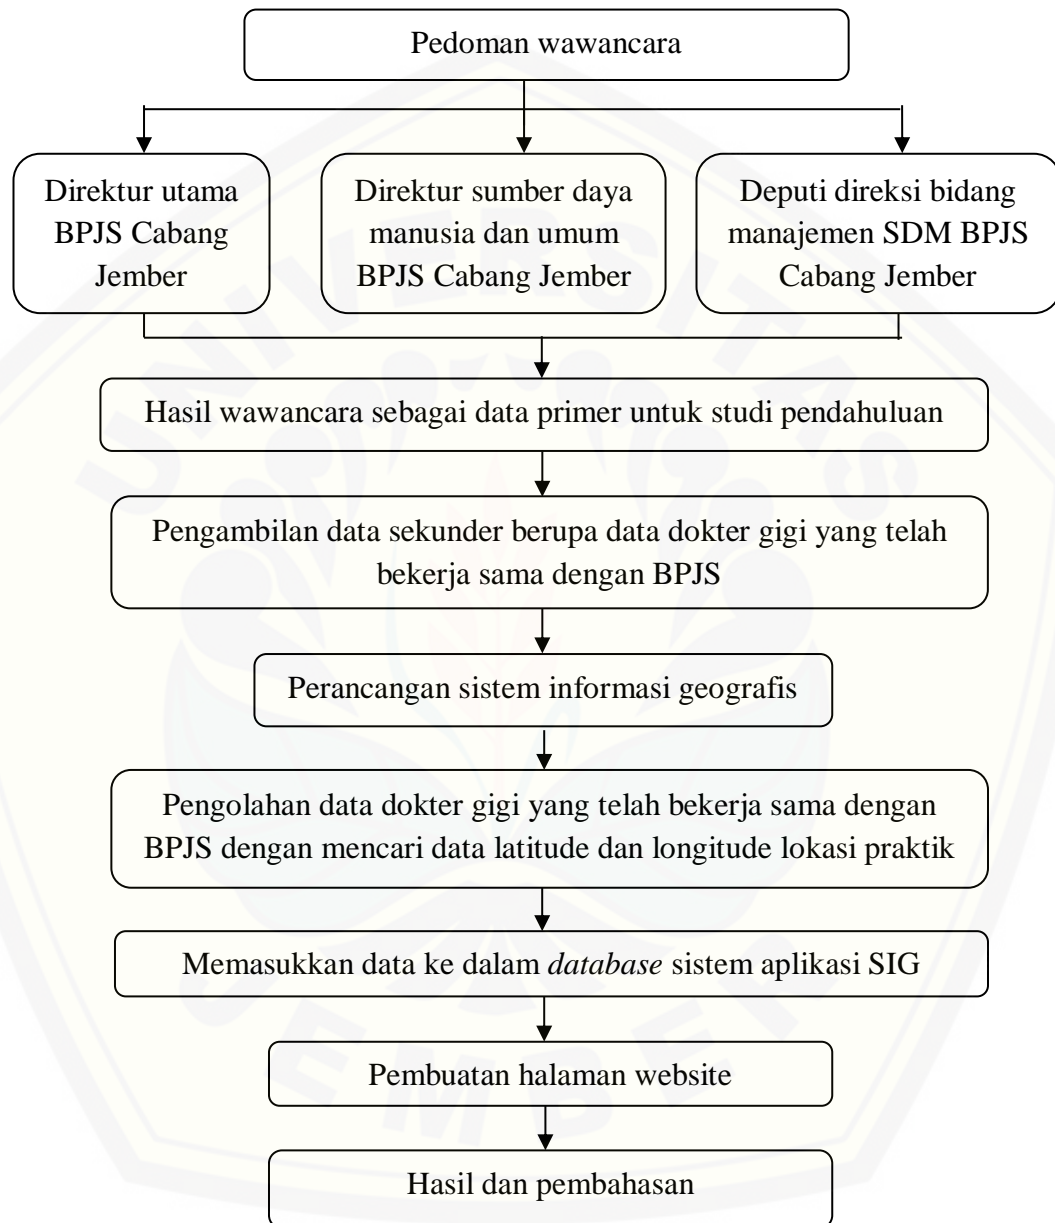 Pedoman wawancara
Direktur utama
BPJS Cabang
Jember
Direktur sumber daya
manusia dan umum
BPJS Cabang Jember
Deputi direksi bidang
manajemen SDM BPJS
Cabang Jember
Hasil wawancara sebagai data primer untuk studi pendahuluan
Pengambilan data sekunder berupa data dokter gigi yang telah
bekerja sama dengan BPJS
Perancangan sistem informasi geografis
Pengolahan data dokter gigi yang telah bekerja sama dengan
BPJS dengan mencari data latitude dan longitude lokasi praktik
Memasukkan data ke dalam database sistem aplikasi SIG
Pembuatan halaman website
Hasil dan pembahasan
UNIVERSITAS
JEMBER